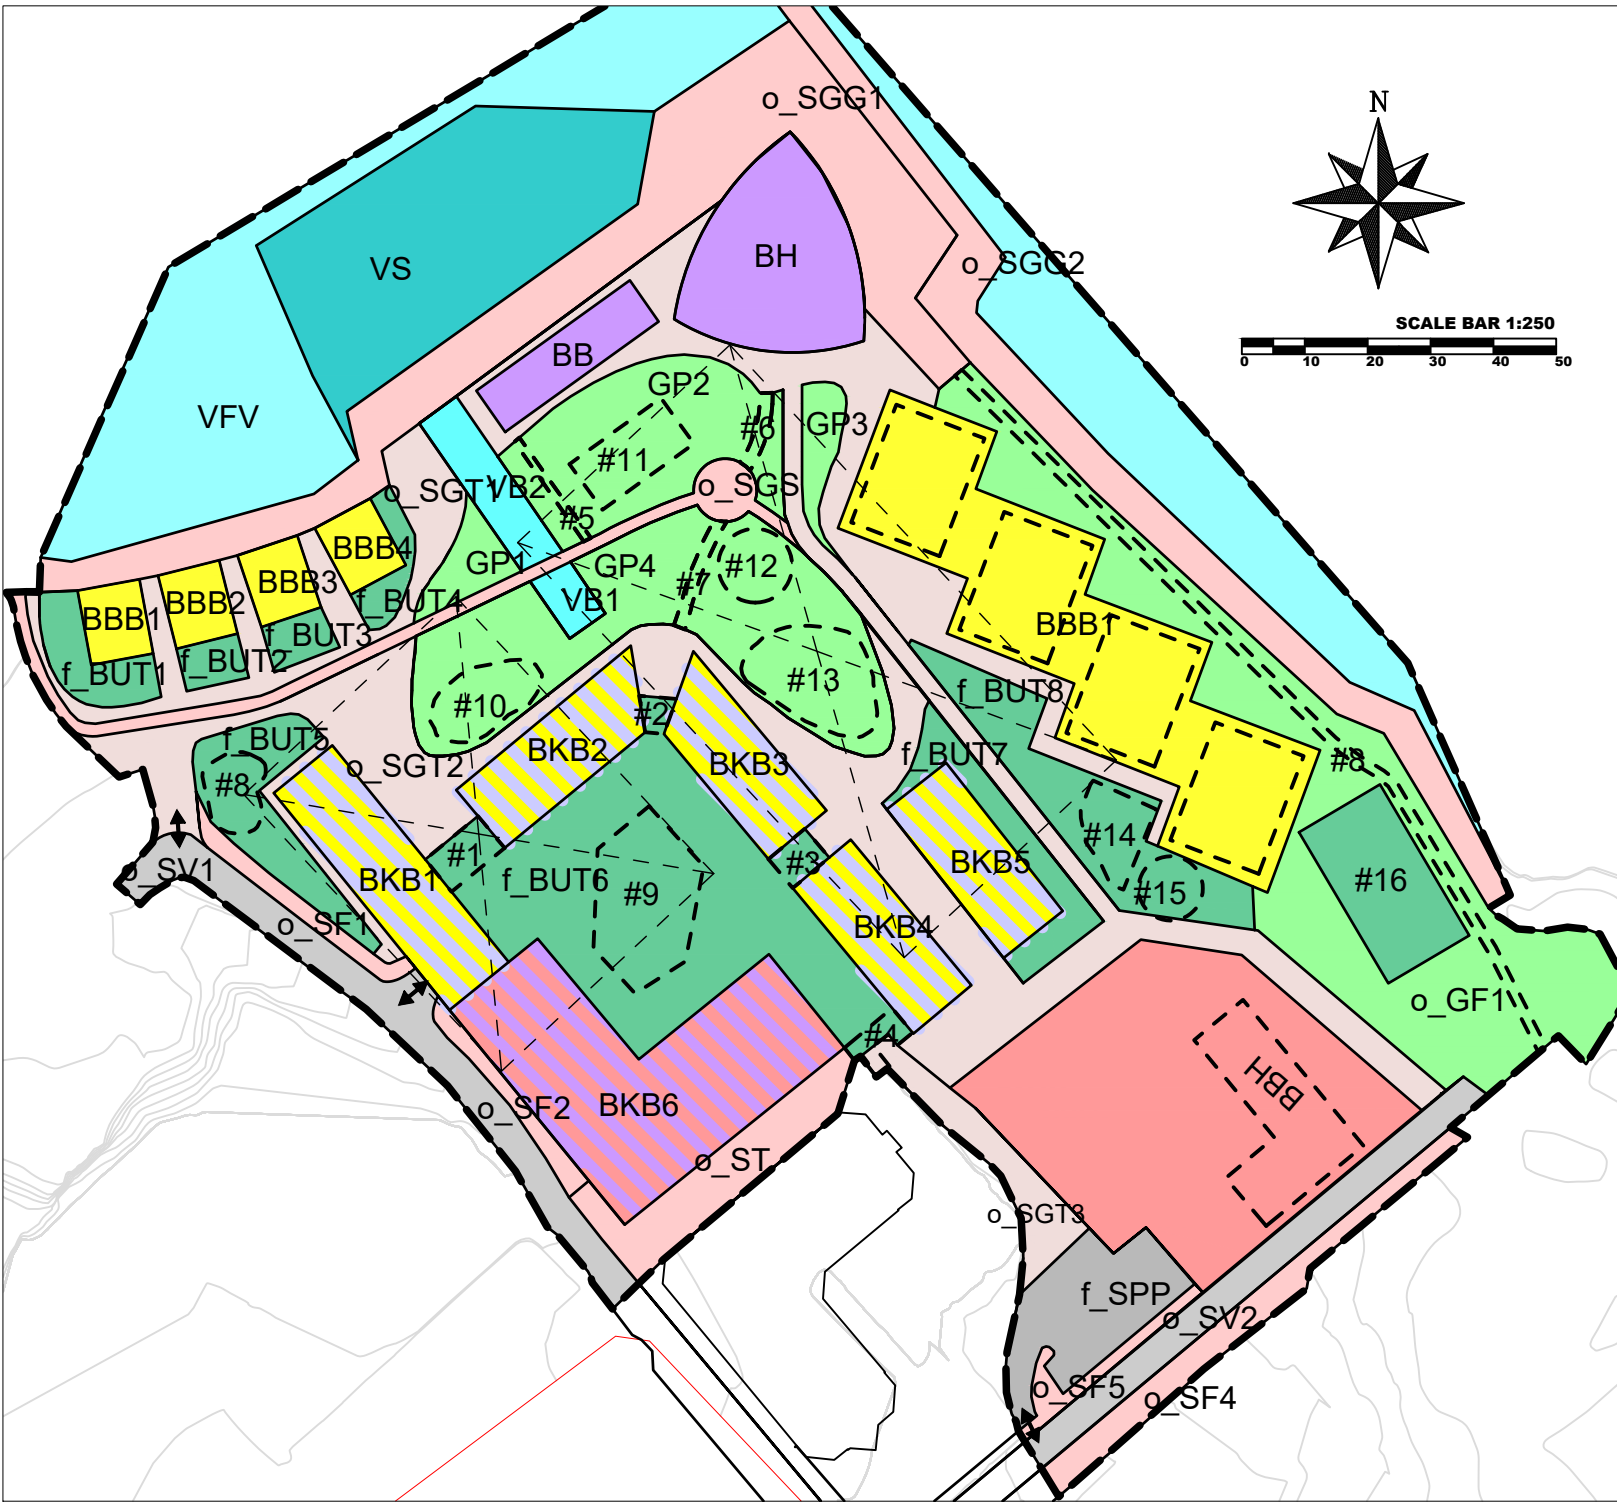 N
o_SGG1
BH
VS
o_SGG2
SCALE BAR 1:250
0 10 20 30 40 50
BB
GP2
VFV
GP3
#6
#11
o_SGT1
VB2
o_SGS
#5
BBB4
GP1
GP4
#12
BBB3
#7
BBB2
f_BUT4
VB1
BBB1
BBB1
f_BUT3
f_BUT2
f_BUT1
#13
f_BUT8
#10
#2
f_BUT5
BKB2
f_BUT7
o_SGT2
BKB3
#8
#8
#14
#1
#3
BKB5
o_SV1
BKB1
f_BUT6
#9
#15
#16
o_SF1
BKB4
o_GF1
#4
BBH
o_SF2
BKB6
o_ST
o_SGT3
f_SPP
o_SV2
o_SF5
o_SF4